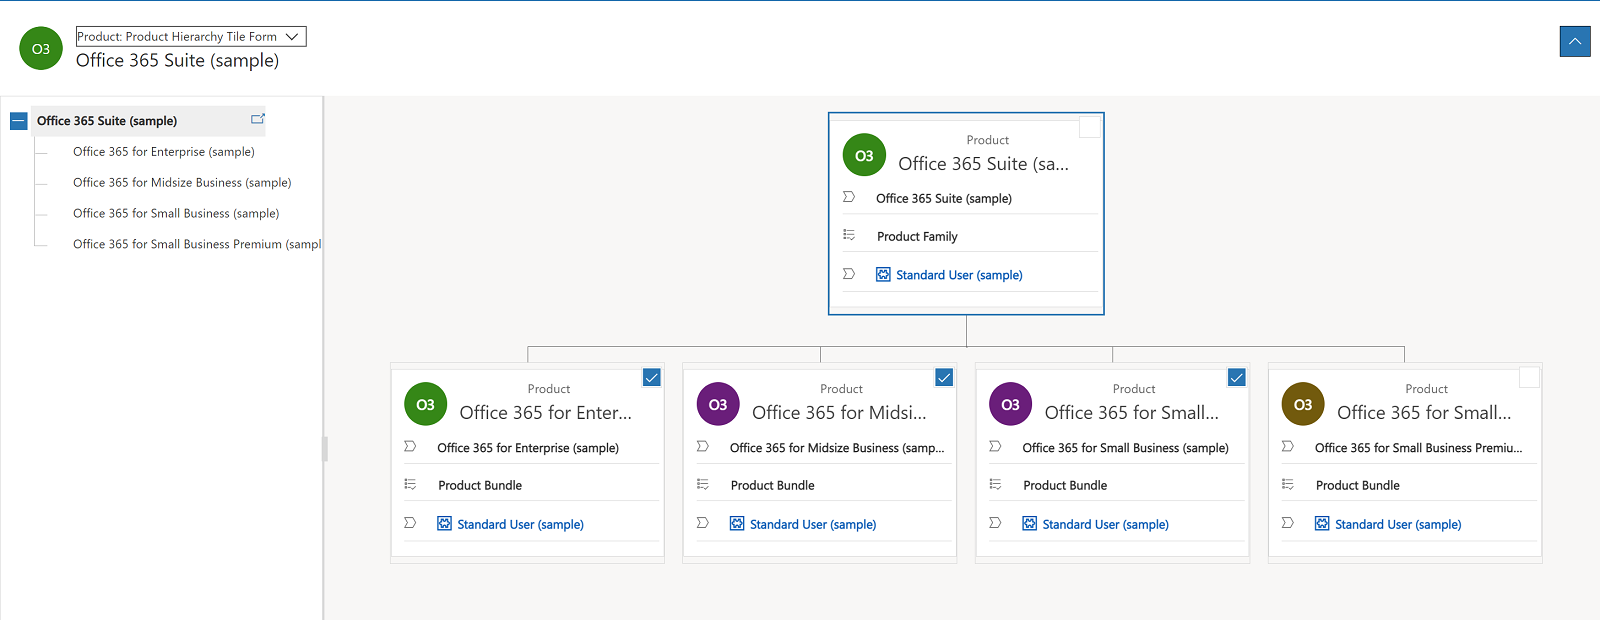 O3
Product: Product Hierarchy Tile Form
Office 365 Suite (sample)
Office 365 Suite (sample)
Office 365 for Enterprise (sample)
Office 365 for Midsize Business (sample)
Office 365 for Small Business (sample)
Office 365 for Small Business Premium (sampl
O3
Product
Office 365 Suite (sa...
Office 365 Suite (sample)
Product Family
Standard User (sample)
O3
Product
Office 365 for Enter...
Office 365 for Enterprise (sample)
Product Bundle
Standard User (sample)
O3
Product
Office 365 for Midsi...
Office 365 for Midsize Business (samp...
Product Bundle
Standard User (sample)
O3
Product
Office 365 for Small...
Office 365 for Small Business (sample)
Product Bundle
Standard User (sample)
O3
Product
Office 365 for Small...
Office 365 for Small Business Premiu...
Product Bundle
Standard User (sample)